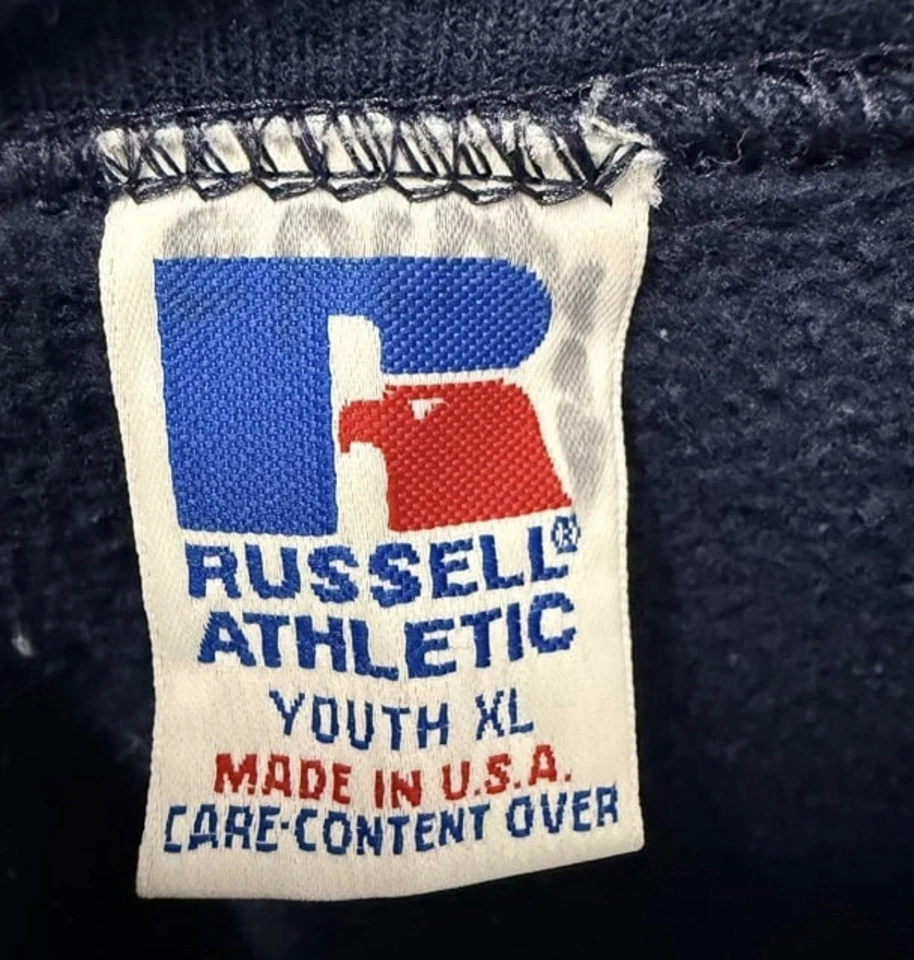 RUSSELL®
ATHLETIC
YOUTH XL
MADE IN U.S.A.
CARE-CONTENT OVER